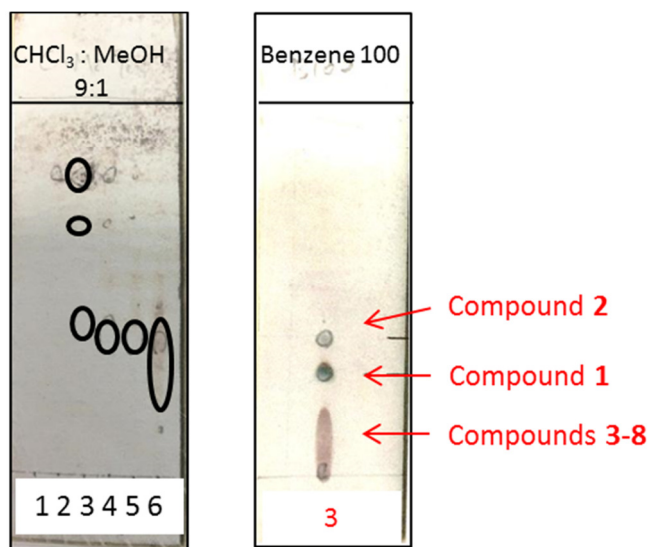 CHCl₃ : MeOH
9:1
1 2 3 4 5 6
Benzene 100
Compound 2
Compound 1
Compounds 3-8
3